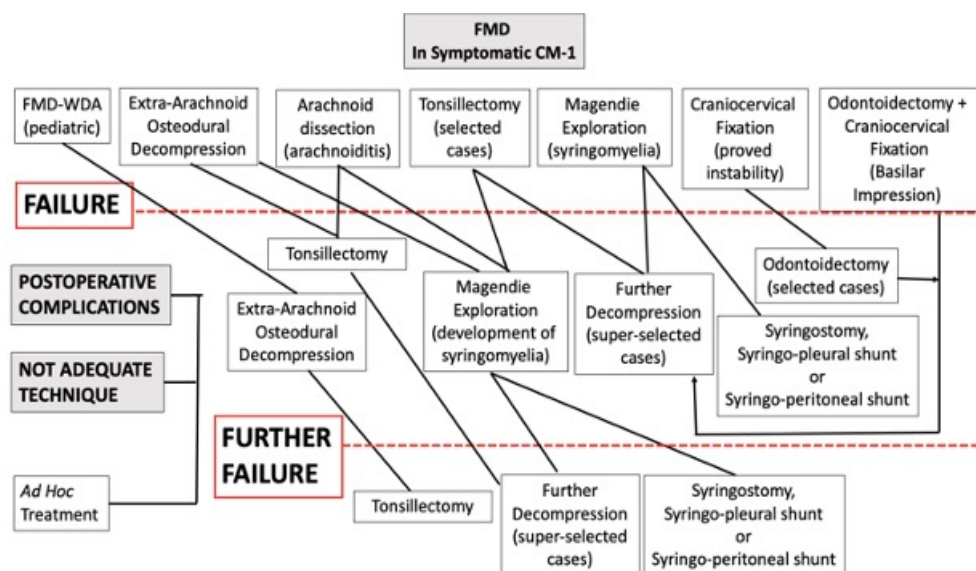 FMD
In Symptomatic CM-1
FMD-WDA
(pediatric)
Extra-Arachnoid
Osteodural
Decompression
Arachnoid
dissection
(arachnoiditis)
Tonsillectomy
(selected
cases)
Magendie
Exploration
(syringomyelia)
Craniocervical
Fixation
(proved
instability)
Odontoidectomy +
Craniocervical
Fixation
(Basilar
Impression)
FAILURE
Tonsillectomy
Odontoidectomy
(selected cases)
POSTOPERATIVE
COMPLICATIONS
Extra-Arachnoid
Osteodural
Decompression
Magendie
Exploration
(development of
syringomyelia)
Further
Decompression
(super-selected
cases)
Syringostomy,
Syringo-pleural shunt
or
Syringo-peritoneal shunt
NOT ADEQUATE
TECHNIQUE
FURTHER
FAILURE
Ad Hoc
Treatment
Tonsillectomy
Further
Decompression
(super-selected
cases)
Syringostomy,
Syringo-pleural shunt
or
Syringo-peritoneal shunt